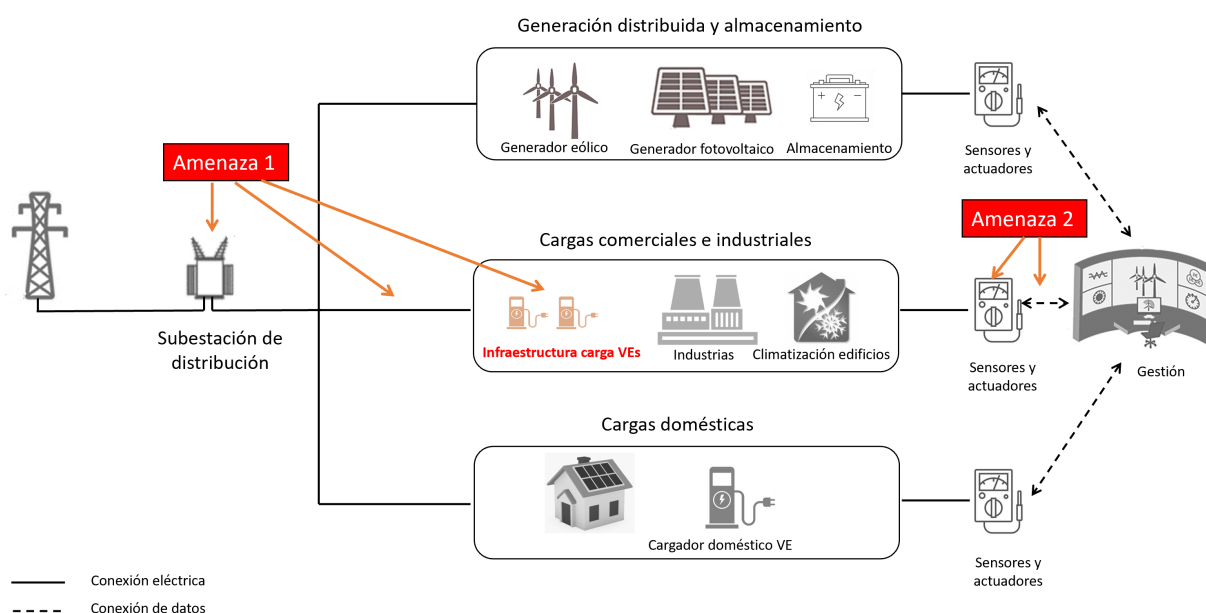 Generación distribuida y almacenamiento
Generador eólico
Generador fotovoltaico
Almacenamiento
Sensores y
actuadores
Amenaza 1
Amenaza 2
Cargas comerciales e industriales
Subestación de
distribución
Infraestructura carga VEs
Industrias
Climatización edificios
Sensores y
actuadores
Gestión
Cargas domésticas
Cargador doméstico VE
Sensores y
actuadores
Conexión eléctrica
Conexión de datos